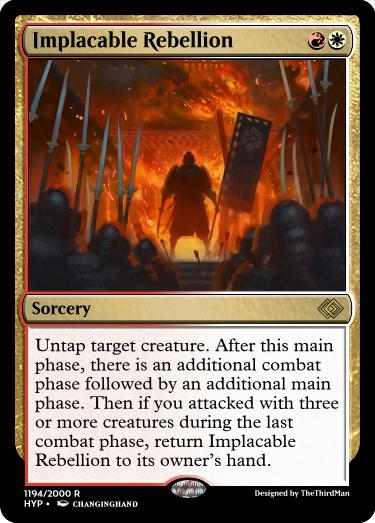 Implacable Rebellion
Sorcery
Untap target creature. After this main
phase, there is an additional combat
phase followed by an additional main
phase. Then if you attacked with three
or more creatures during the last
combat phase, return Implacable
Rebellion to its owner's hand.
1194/2000 R
HYP • CHANGINGHAND
Designed by TheThirdMan